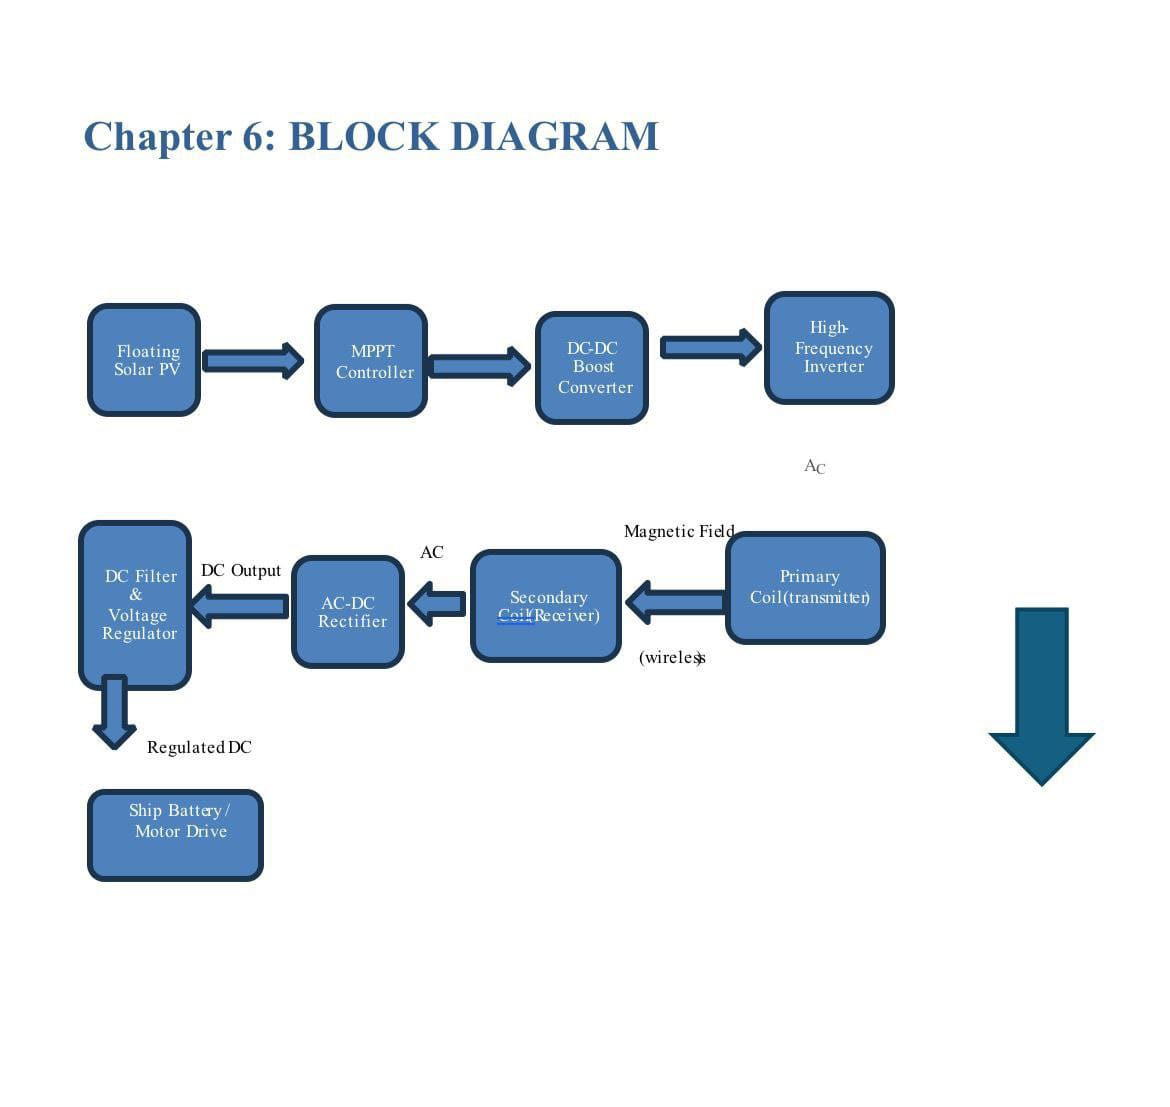 Chapter 6: BLOCK DIAGRAM
Floating
Solar PV
MPPT
Controller
DC-DC
Boost
Converter
High-
Frequency
Inverter
AC
Magnetic Field
Primary
Coil(transmitter)
(wireless)
Secondary
Coil(Receiver)
AC
AC-DC
Rectifier
DC Output
DC Filter
&
Voltage
Regulator
Regulated DC
Ship Battery /
Motor Drive